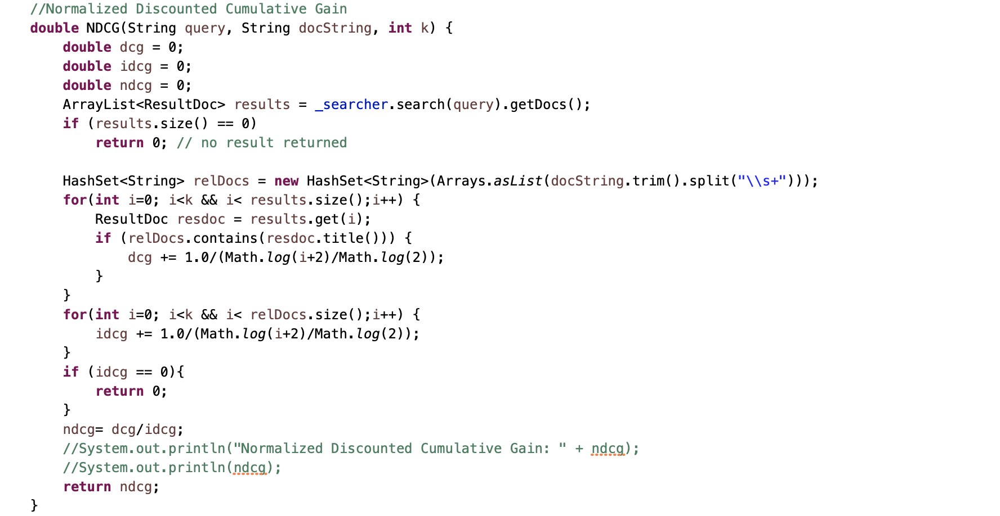 //Normalized Discounted Cumulative Gain
double NDCG(String query, String docString, int k) {
    double dcg = 0;
    double idcg = 0;
    double ndcg = 0;
    ArrayList<ResultDoc> results = _searcher.search(query).getDocs();
    if (results.size() == 0)
        return 0; // no result returned

    HashSet<String> relDocs = new HashSet<String>(Arrays.asList(docString.trim().split("\\s+")));
    for(int i=0; i<k && i< results.size();i++) {
        ResultDoc resdoc = results.get(i);
        if (relDocs.contains(resdoc.title())) {
            dcg += 1.0/(Math.log(i+2)/Math.log(2));
        }
    }
    for(int i=0; i<k && i< relDocs.size();i++) {
        idcg += 1.0/(Math.log(i+2)/Math.log(2));
    }
    if (idcg == 0){
        return 0;
    }
    ndcg= dcg/idcg;
    //System.out.println("Normalized Discounted Cumulative Gain: " + ndcg);
    //System.out.println(ndcg);
    return ndcg;
}